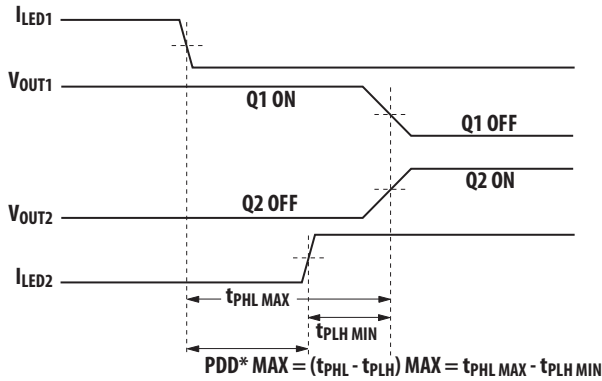 ILED1
VOUT1
Q1 ON
Q1 OFF
Q2 ON
Q2 OFF
VOUT2
ILED2
tPHL MAX
tPLH MIN
PDD* MAX = (tPHL - tPLH) MAX = tPHL MAX - tPLH MIN